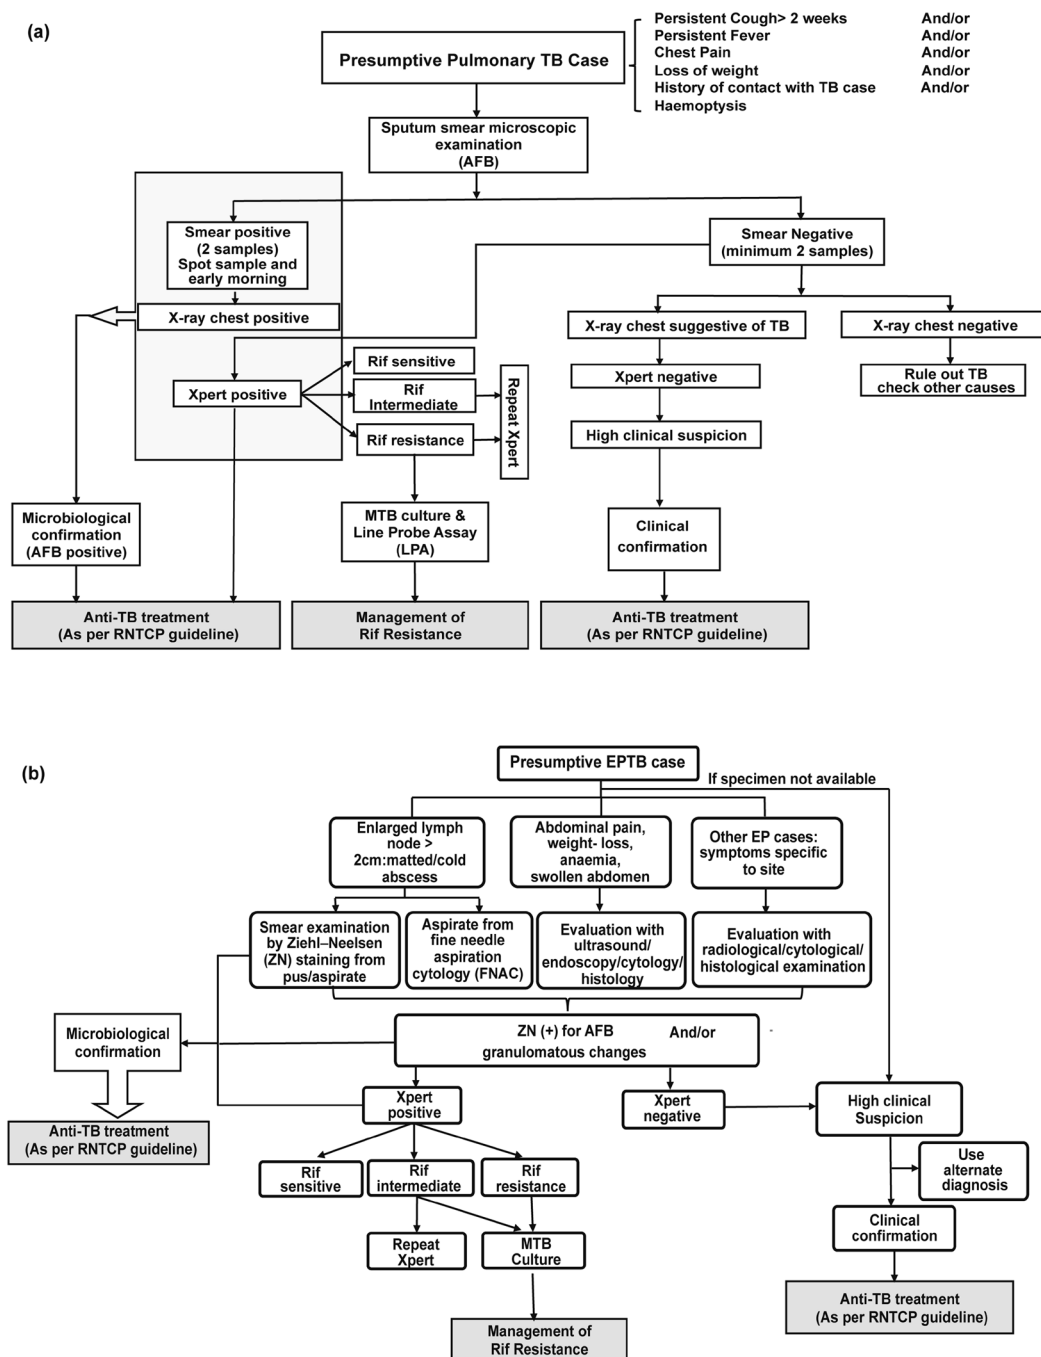 (a)
Presumptive Pulmonary TB Case
Persistent Cough> 2 weeks And/or
Persistent Fever And/or
Chest Pain And/or
Loss of weight And/or
History of contact with TB case And/or
Haemoptysis
Sputum smear microscopic
examination
(AFB)
Smear positive
(2 samples)
Spot sample and
early morning
Smear Negative
(minimum 2 samples)
X-ray chest positive
X-ray chest suggestive of TB
X-ray chest negative
Rif sensitive
Xpert positive
Rif
Intermediate
Rif resistance
Repeat Xpert
Xpert negative
Rule out TB
check other causes
High clinical suspicion
Microbiological
confirmation
(AFB positive)
MTB culture &
Line Probe Assay
(LPA)
Clinical
confirmation
Anti-TB treatment
(As per RNTCP guideline)
Management of
Rif Resistance
Anti-TB treatment
(As per RNTCP guideline)
(b)
Presumptive EPTB case
If specimen not available
Enlarged lymph
node >
2cm:matted/cold
abscess
Abdominal pain,
weight- loss,
anaemia,
swollen abdomen
Other EP cases:
symptoms specific
to site
Smear examination
by Ziehl–Neelsen
(ZN) staining from
pus/aspirate
Aspirate from
fine needle
aspiration
cytology (FNAC)
Evaluation with
ultrasound/
endoscopy/cytology/
histology
Evaluation with
radiological/cytological/
histological examination
Microbiological
confirmation
ZN (+) for AFB And/or
granulomatous changes
Xpert
positive
Xpert
negative
High clinical
Suspicion
Anti-TB treatment
(As per RNTCP guideline)
Rif
sensitive
Rif
intermediate
Rif
resistance
Use
alternate
diagnosis
Repeat
Xpert
MTB
Culture
Clinical
confirmation
Management of
Rif Resistance
Anti-TB treatment
(As per RNTCP guideline)